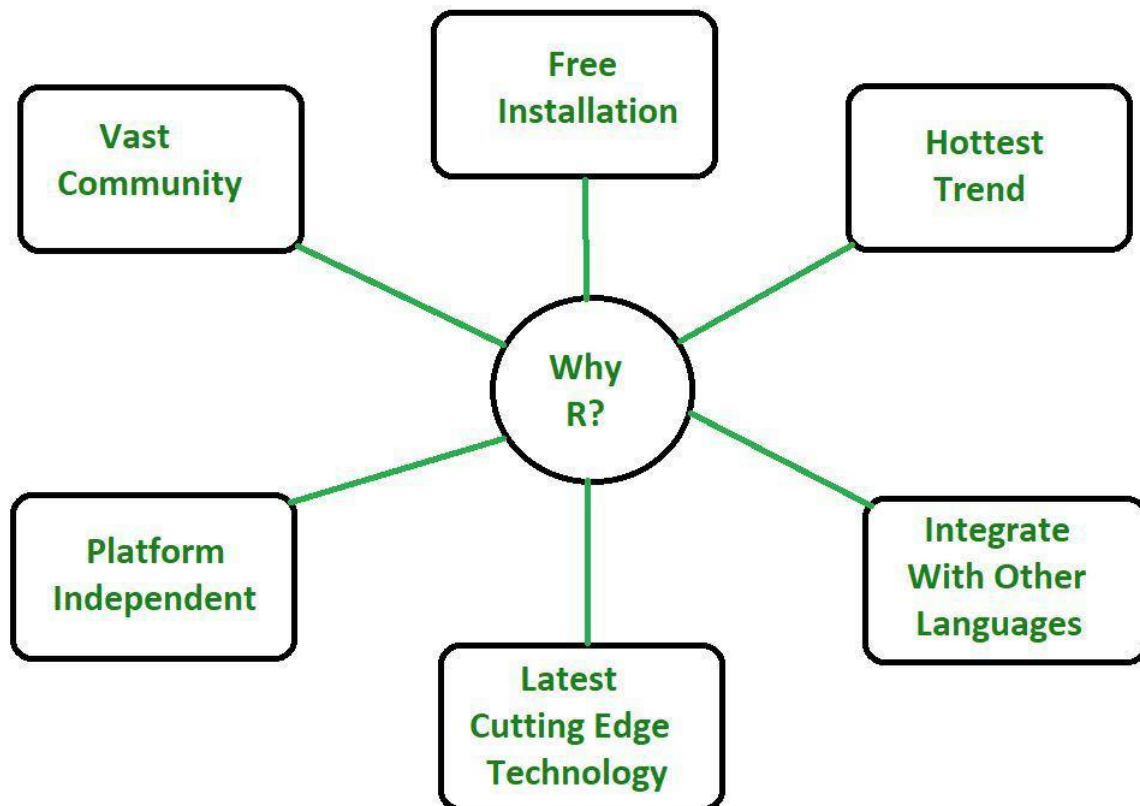 Free
Installation
Vast
Community
Hottest
Trend
Why
R?
Platform
Independent
Integrate
With Other
Languages
Latest
Cutting Edge
Technology